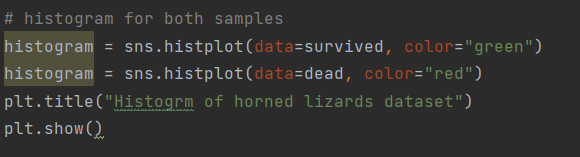 # histogram for both samples
histogram = sns.histplot(data=survived, color="green")
histogram = sns.histplot(data=dead, color="red")
plt.title("Histogrm of horned lizards dataset")
plt.show()